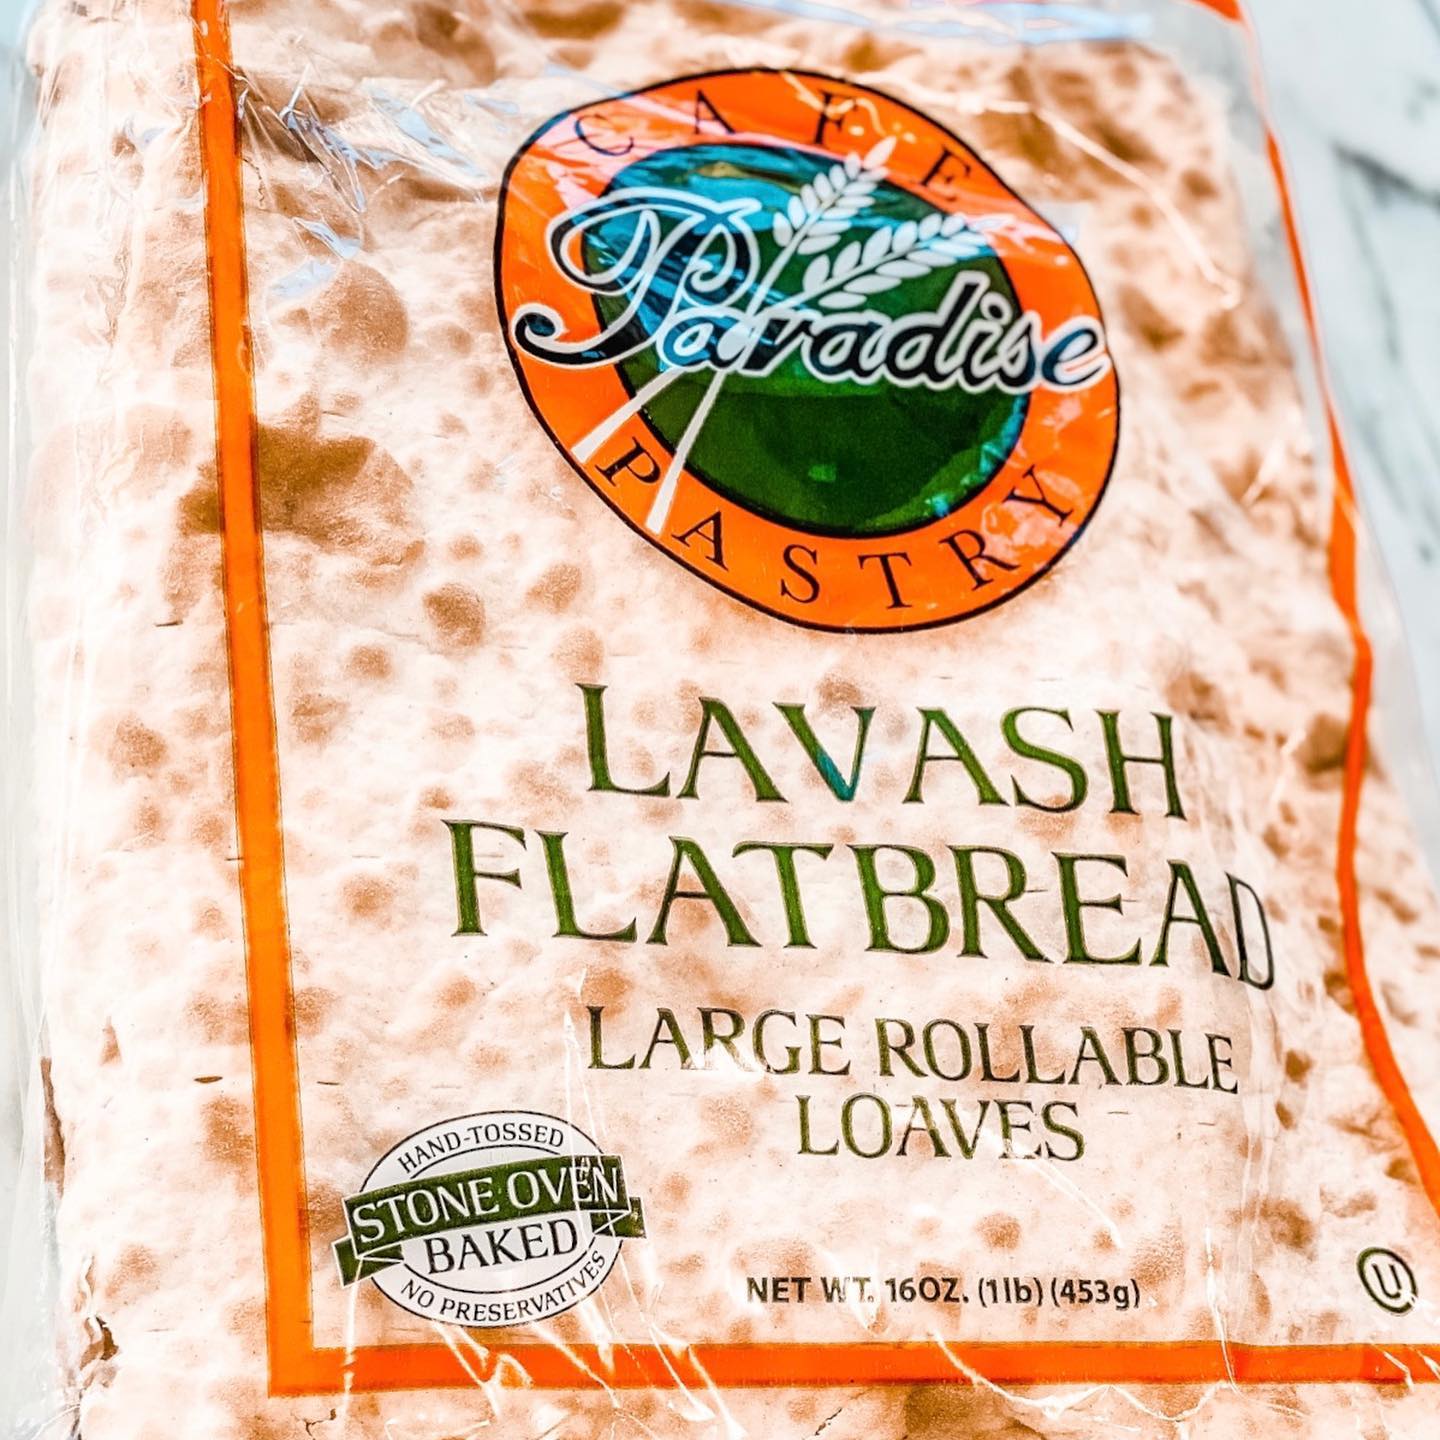 CAFE
Paradise
PASTRY
LAVASH
FLATBREAD
LARGE ROLLABLE
LOAVES
HAND-TOSSED
STONE OVEN
BAKED
NO PRESERVATIVES
NET WT. 16OZ. (1lb) (453g)
U